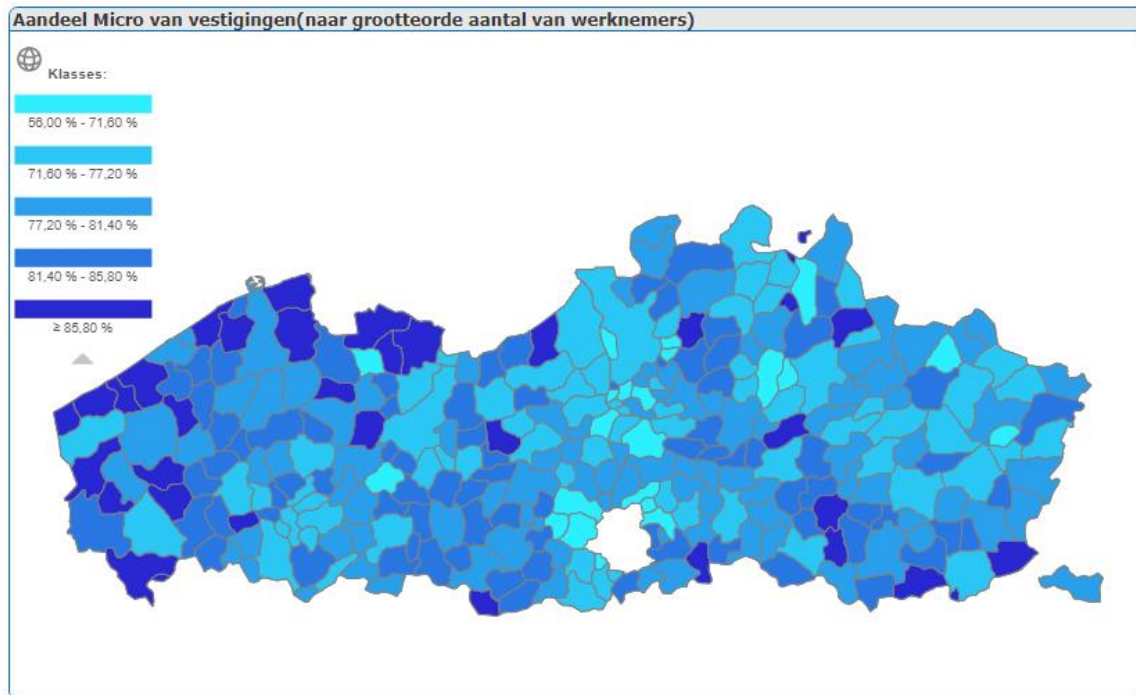 Aandeel Micro van vestigingen(naar grootteorde aantal van werknemers)
Klasses:
56,00 % - 71,60 %
71,60 % - 77,20 %
77,20 % - 81,40 %
81,40 % - 85,80 %
≥ 85,80 %